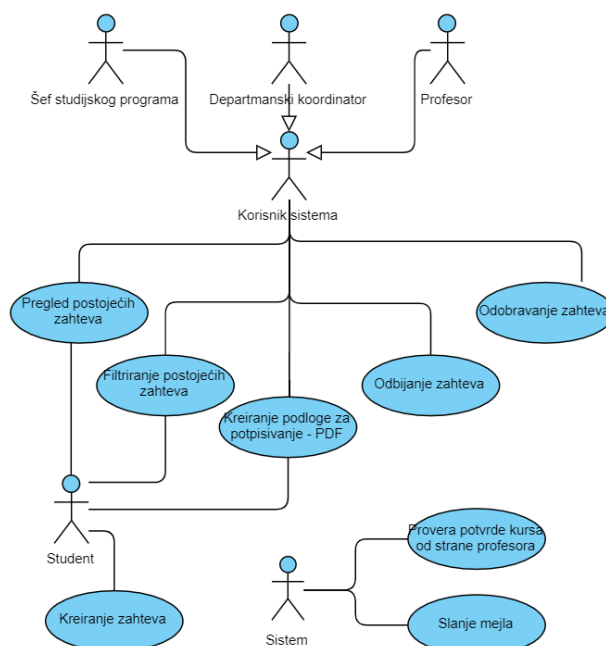 Šef studijskog programa
Departmanski koordinator
Profesor
Korisnik sistema
Pregled postojećih
zahteva
Odobravanje zahteva
Filtriranje postojećih
zahteva
Odbijanje zahteva
Kreiranje podloge za
potpisivanje - PDF
Student
Provera potvrde kursa
od strane profesora
Kreiranje zahteva
Sistem
Slanje mejla